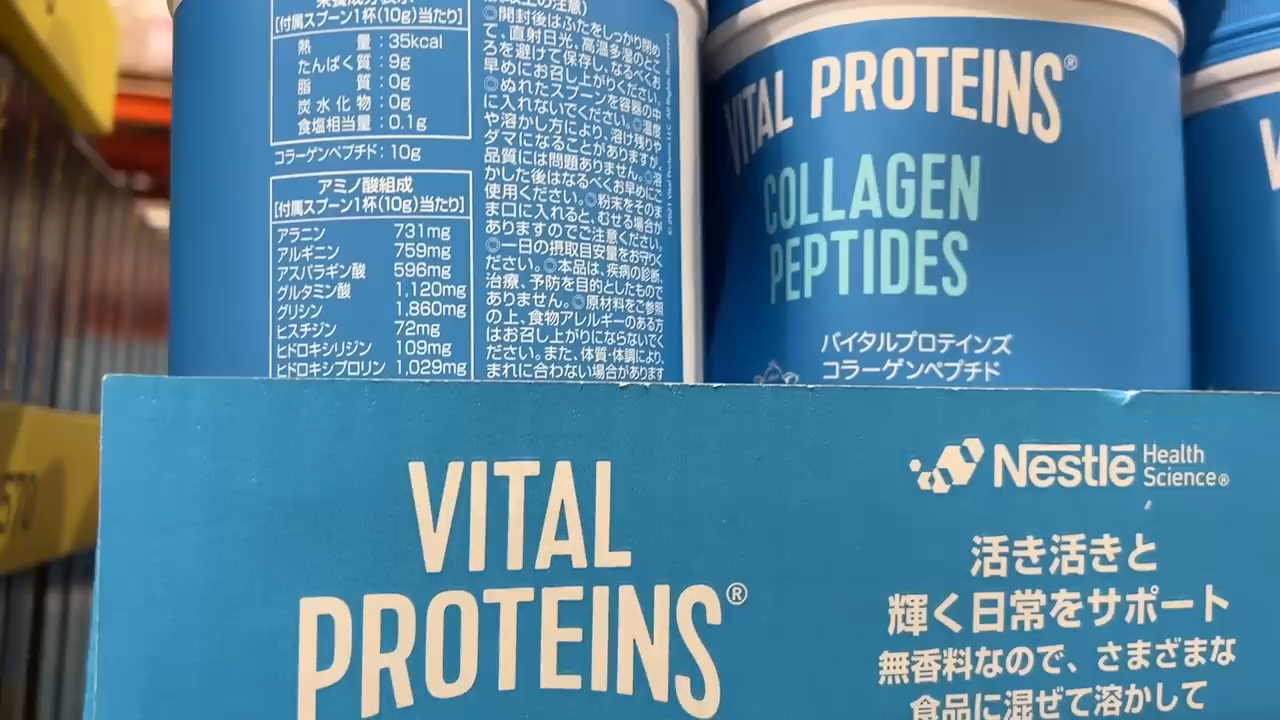 [付属スプーン1杯(10g)当たり]
熱量:35kcal
たんぱく質:9g
脂質:0g
炭水化物:0g
食塩相当量:0.1g
コラーゲンペプチド:10g
アミノ酸組成
[付属スプーン1杯(10g)当たり]
アラニン 731mg
アルギニン 759mg
アスパラギン酸 596mg
グルタミン酸 1,120mg
グリシン 1,860mg
ヒスチジン 72mg
ヒドロキシリジン 109mg
ヒドロキシプロリン 1,029mg
◎開封後はふたをしっかり閉め
て、直射日光、高温多湿のとこ
ろを避けて保存し、なるべくお
早めにお召し上がりください。
◎ぬれたスプーンを容器の中
に入れないでください。◎温度
や溶かし方により、溶け残りや
ダマになることがありますが、
品質には問題ありません。◎溶
かした後はなるべくお早めにご
使用ください。◎粉末をそのま
ま口に入れると、むせる場合が
ありますのでご注意ください。
◎一日の摂取目安量をお守りく
ださい。◎本品は、疾病の診断、
治療、予防を目的としたもので
ありません。◎原材料をご参照
の上、食物アレルギーのある方
はお召し上がりにならないでく
ださい。また、体質・体調により、
まれに合わない場合があります
©2021 Vital Proteins LLC. All Rights Reserved.
VITAL PROTEINS®
COLLAGEN
PEPTIDES
バイタルプロテインズ
コラーゲンペプチド
VITAL
PROTEINS®
Nestlē Health Science®
活き活きと
輝く日常をサポート
無香料なので、さまざまな
食品に混ぜて溶かして